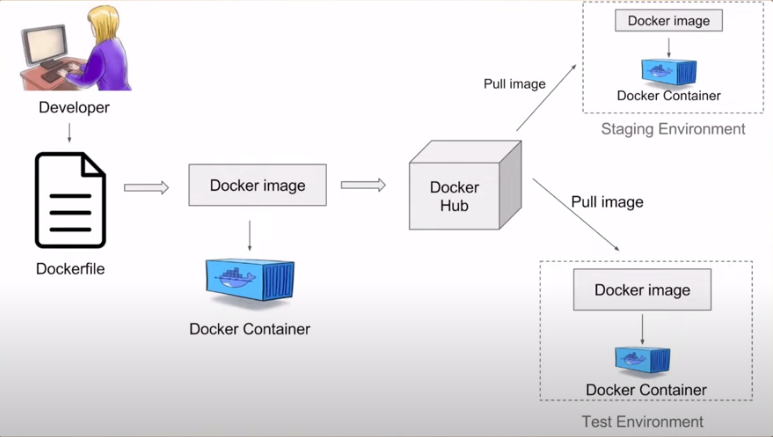 Developer
Dockerfile
Docker image
Docker Container
Docker
Hub
Pull image
Docker image
Docker Container
Staging Environment
Pull image
Docker image
Docker Container
Test Environment